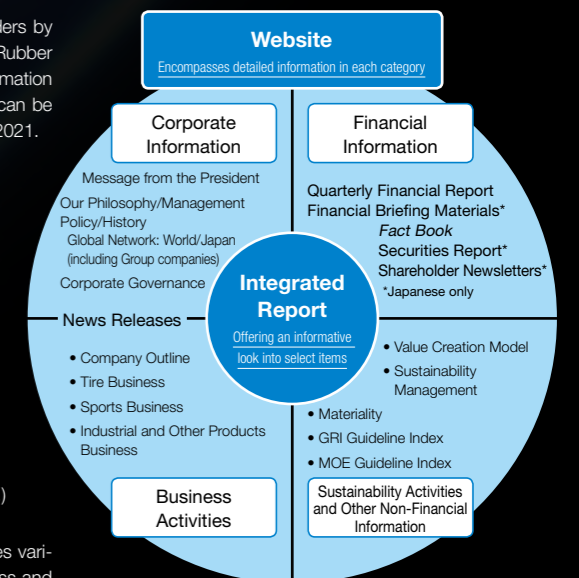 ders by
Rubber
rmation
can be
2021.
)
es vari-
ss and
Website
Encompasses detailed information in each category
Corporate
Information
Message from the President
Our Philosophy/Management
Policy/History
Global Network: World/Japan
(including Group companies)
Corporate Governance
Financial
Information
Quarterly Financial Report
Financial Briefing Materials*
Fact Book
Securities Report*
Shareholder Newsletters*
*Japanese only
Integrated
Report
Offering an informative
look into select items
News Releases
• Company Outline
• Tire Business
• Sports Business
• Industrial and Other Products
Business
Business
Activities
• Value Creation Model
• Sustainability
Management
• Materiality
• GRI Guideline Index
• MOE Guideline Index
Sustainability Activities
and Other Non-Financial
Information